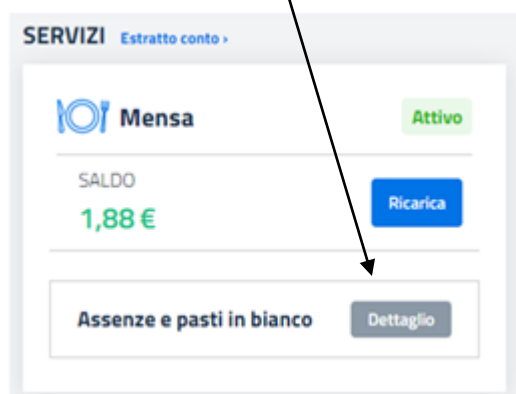 SERVIZI Estratto conto ›
Mensa Attivo
SALDO
1,88 € Ricarica
Assenze e pasti in bianco Dettaglio